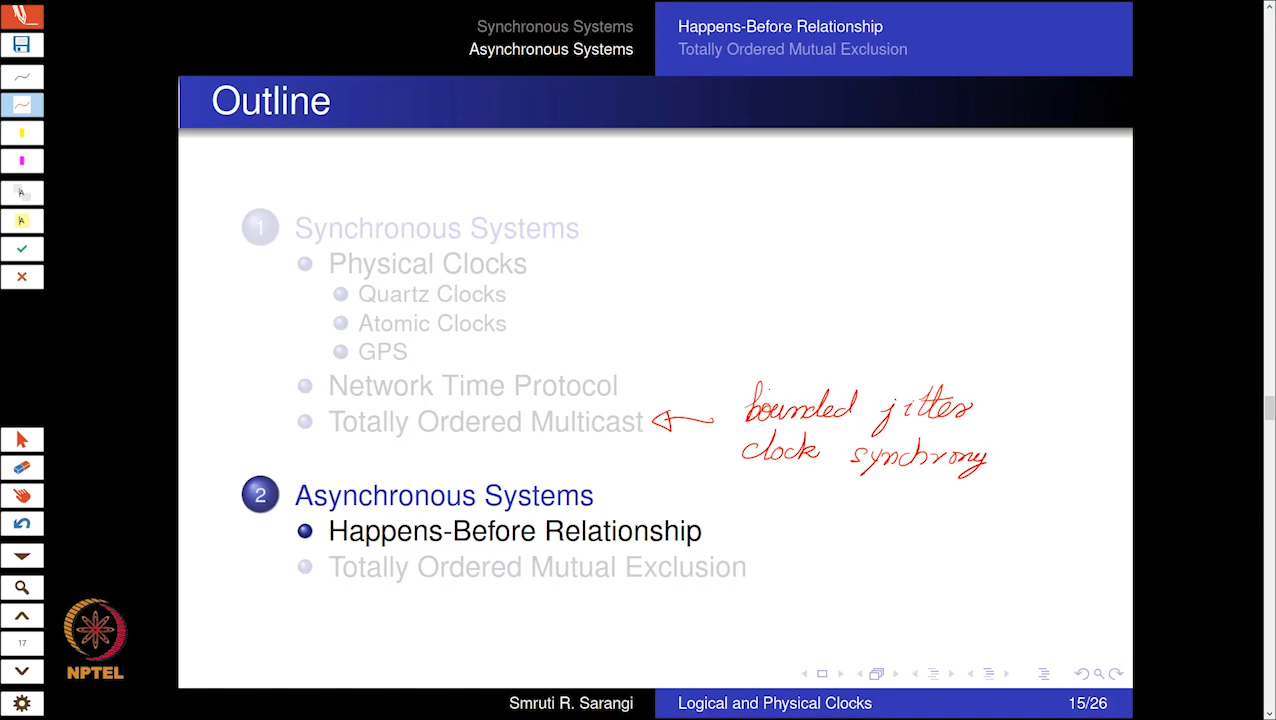 Synchronous Systems
Asynchronous Systems
Happens-Before Relationship
Totally Ordered Mutual Exclusion
Outline
1 Synchronous Systems
Physical Clocks
Quartz Clocks
Atomic Clocks
GPS
Network Time Protocol
Totally Ordered Multicast
bounded jitter
clock synchrony
2 Asynchronous Systems
Happens-Before Relationship
Totally Ordered Mutual Exclusion
17
NPTEL
Smruti R. Sarangi
Logical and Physical Clocks
15/26